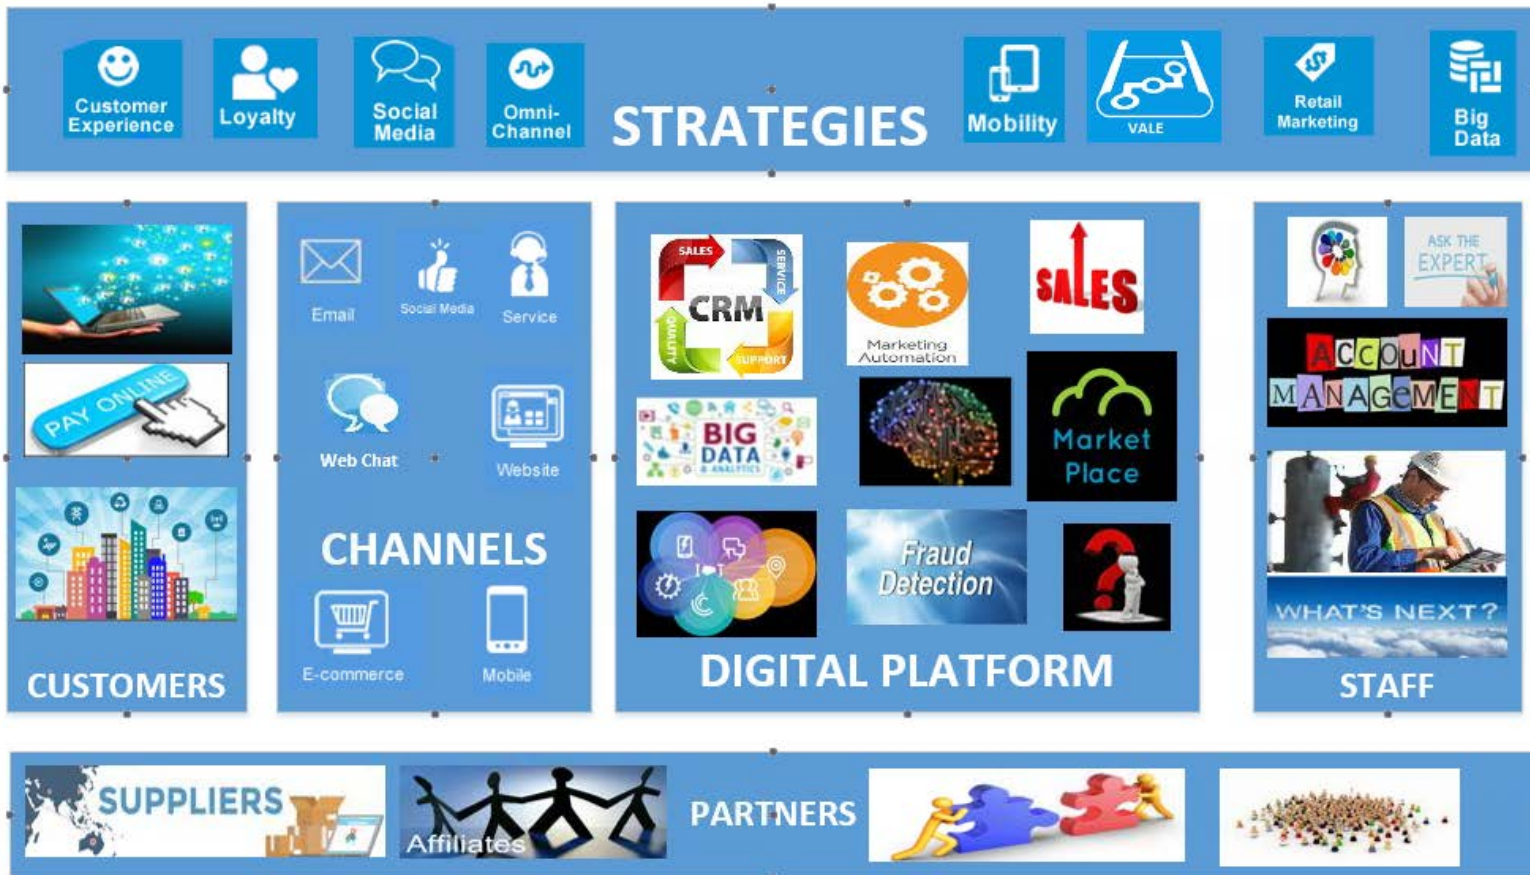 Customer
Experience
Loyalty
Social
Media
Omni-
Channel
STRATEGIES
Mobility
VALE
Retail
Marketing
Big
Data
PAY ONLINE
CUSTOMERS
Email
Social Media
Service
Web Chat
Website
CHANNELS
E-commerce
Mobile
SALES
SERVICE
CRM
QUALITY
SUPPORT
Marketing
Automation
SALES
BIG
DATA
& ANALYTICS
Market
Place
IoT
Fraud
Detection
?
DIGITAL PLATFORM
ASK THE
EXPERT
ACCOuNT
MANAGeMENT
WHAT'S NEXT?
STAFF
SUPPLIERS
Affiliates
PARTNERS